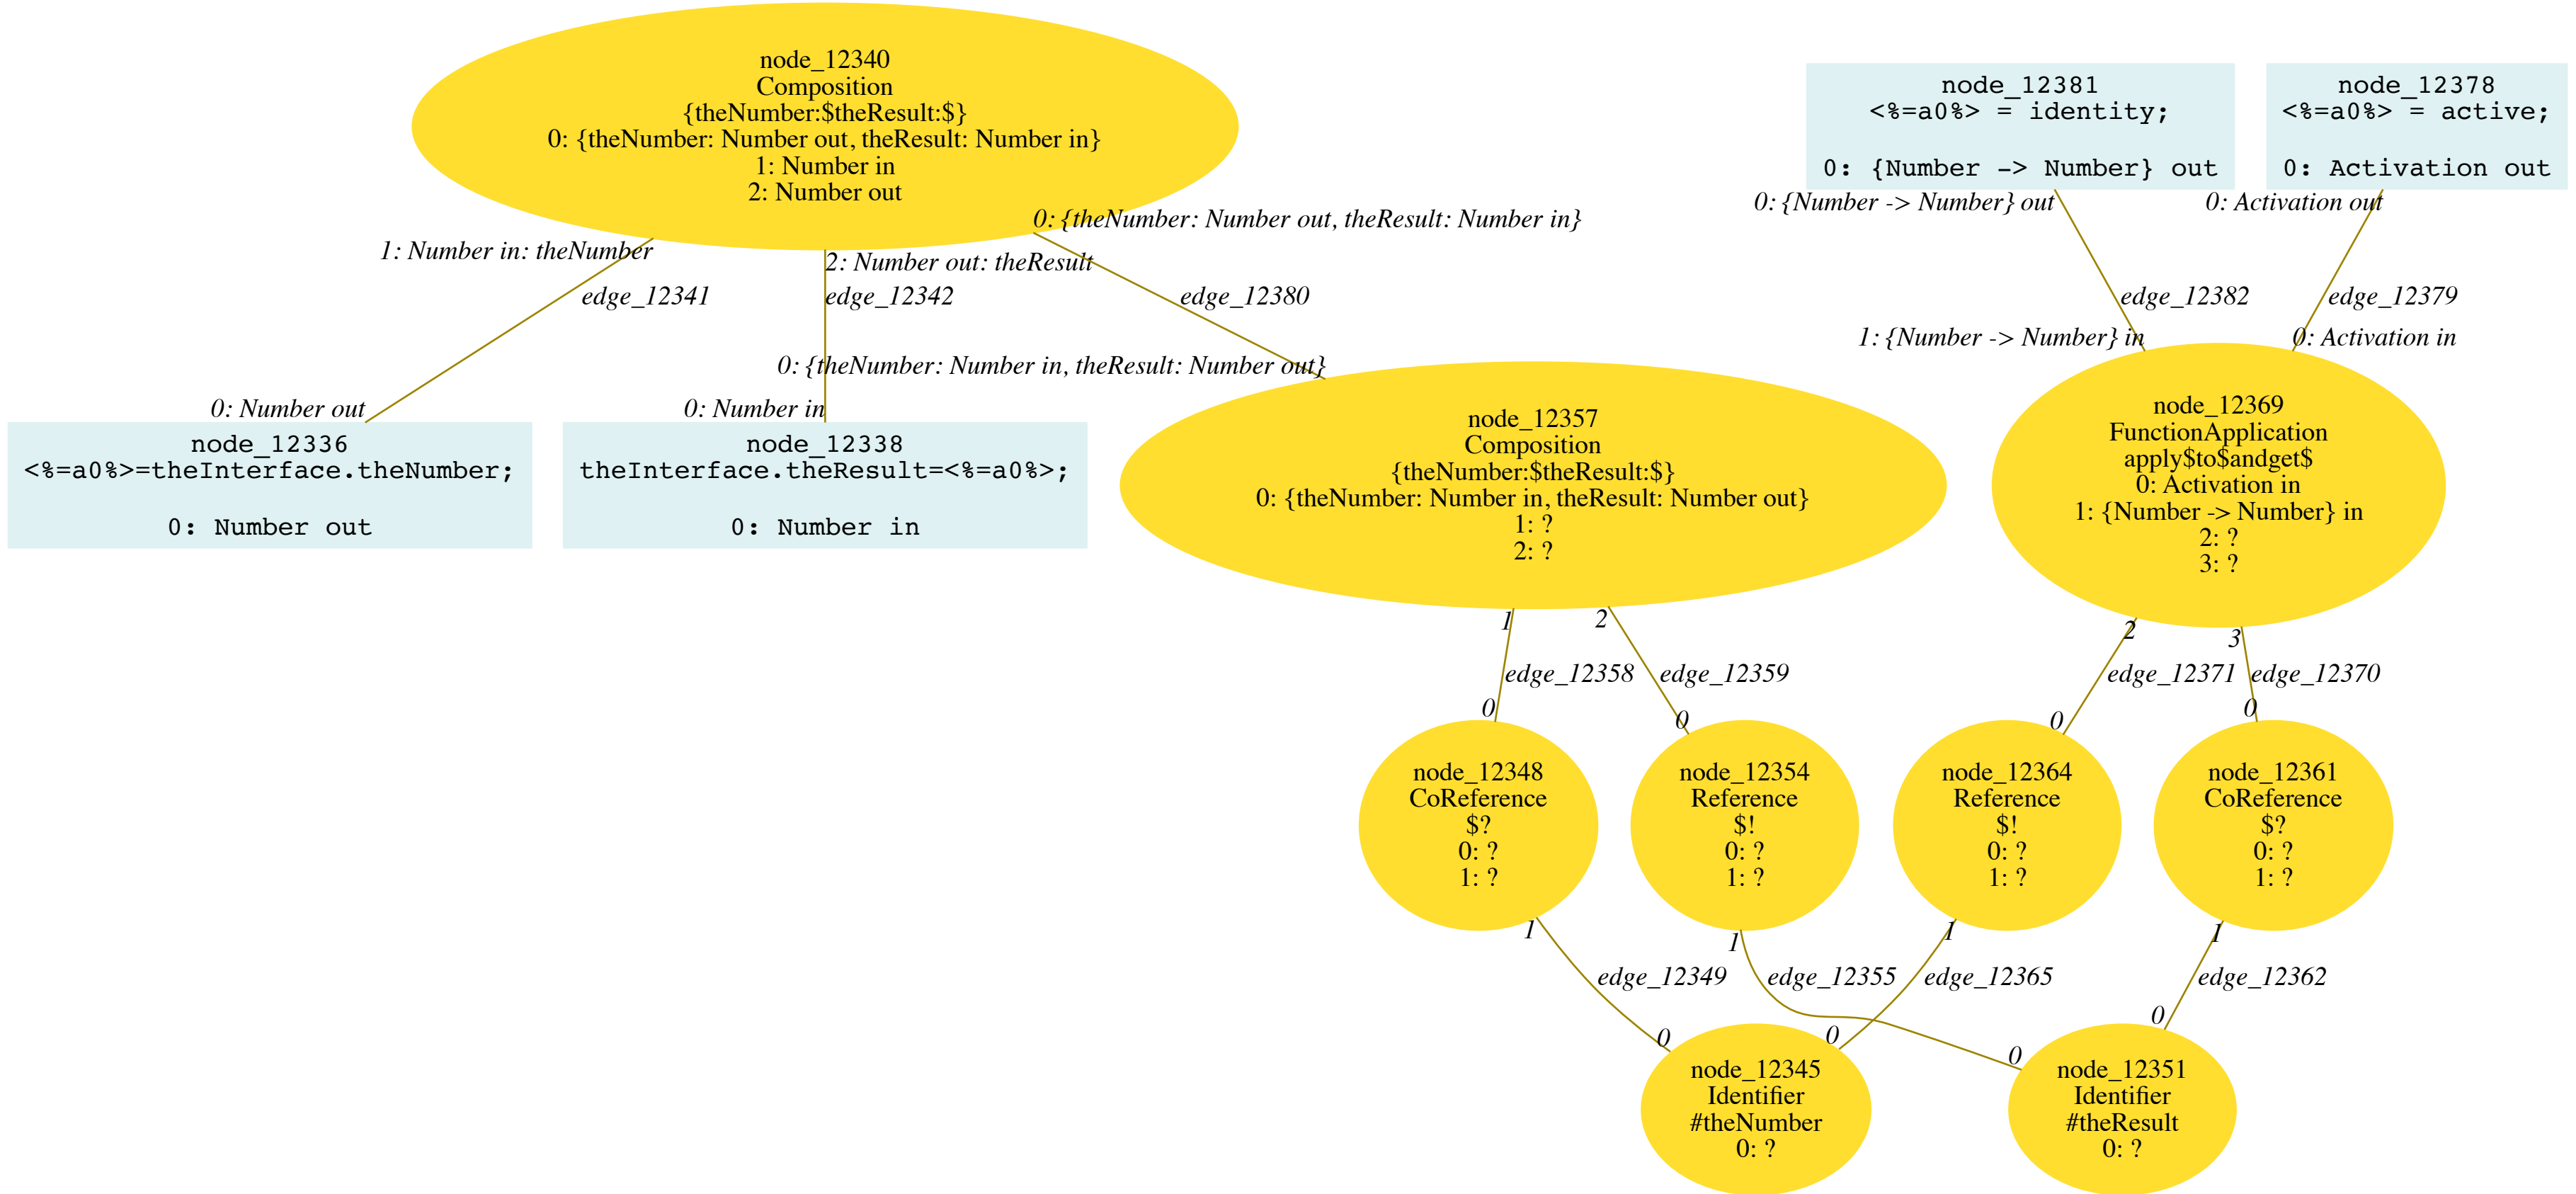 node_12340
Composition
{theNumber:$theResult:$}
0: {theNumber: Number out, theResult: Number in}
1: Number in
2: Number out
node_12381
<%=a0%> = identity;
0: {Number -> Number} out
node_12378
<%=a0%> = active;
0: Activation out
1: Number in: theNumber
2: Number out: theResult
0: {theNumber: Number out, theResult: Number in}
0: {Number -> Number} out
0: Activation out
edge_12341
edge_12342
edge_12380
edge_12382
edge_12379
0: Number out
0: Number in
0: {theNumber: Number in, theResult: Number out}
1: {Number -> Number} in
0: Activation in
node_12336
<%=a0%>=theInterface.theNumber;
0: Number out
node_12338
theInterface.theResult=<%=a0%>;
0: Number in
node_12357
Composition
{theNumber:$theResult:$}
0: {theNumber: Number in, theResult: Number out}
1: ?
2: ?
node_12369
FunctionApplication
apply$to$andget$
0: Activation in
1: {Number -> Number} in
2: ?
3: ?
1
2
2
3
edge_12358
edge_12359
edge_12371
edge_12370
0
0
0
0
node_12348
CoReference
$?
0: ?
1: ?
node_12354
Reference
$!
0: ?
1: ?
node_12364
Reference
$!
0: ?
1: ?
node_12361
CoReference
$?
0: ?
1: ?
1
1
1
1
edge_12349
edge_12355
edge_12365
edge_12362
0
0
0
0
node_12345
Identifier
#theNumber
0: ?
node_12351
Identifier
#theResult
0: ?